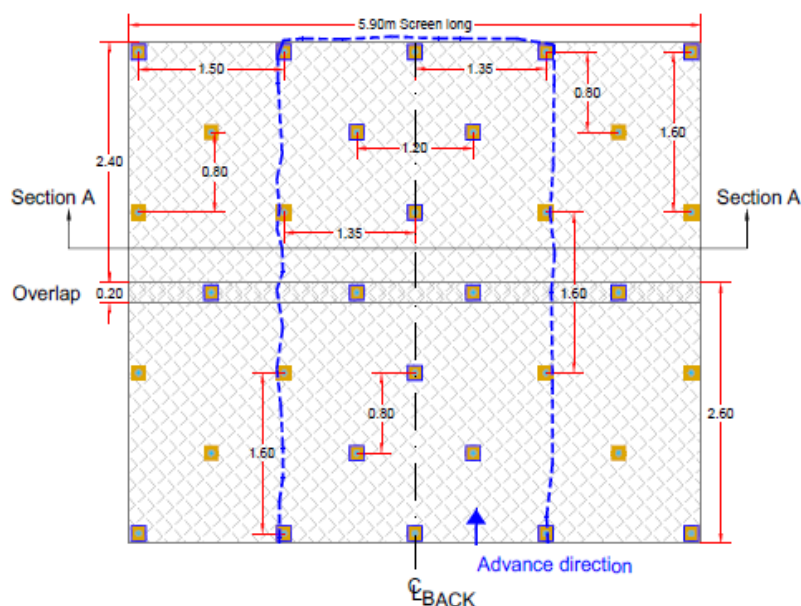 5.90m Screen long
1.50
1.35
0.80
1.60
2.40
1.20
0.80
Section A
Section A
1.35
Overlap
0.20
1.60
1.60
0.80
2.60
Advance direction
℄ BACK